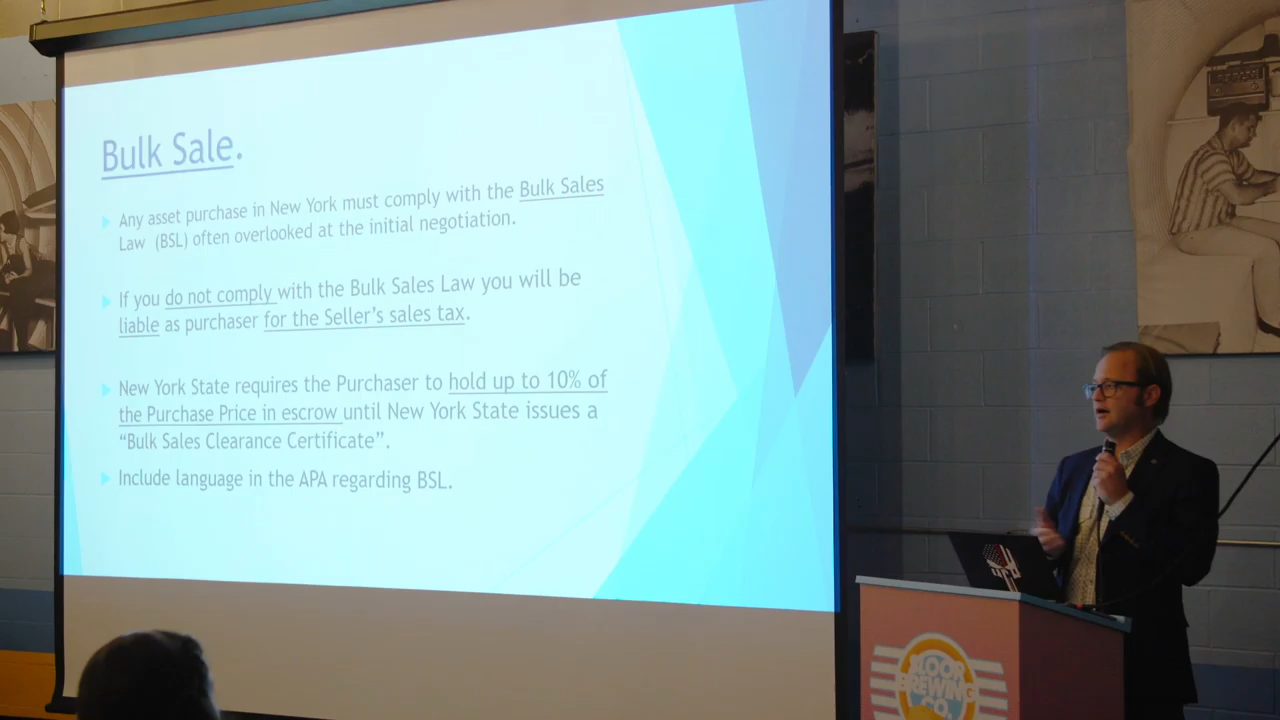 Bulk Sale.
Any asset purchase in New York must comply with the Bulk Sales
Law (BSL) often overlooked at the initial negotiation.
If you do not comply with the Bulk Sales Law you will be
liable as purchaser for the Seller's sales tax.
New York State requires the Purchaser to hold up to 10% of
the Purchase Price in escrow until New York State issues a
“Bulk Sales Clearance Certificate”.
Include language in the APA regarding BSL.
BREWING
CO.